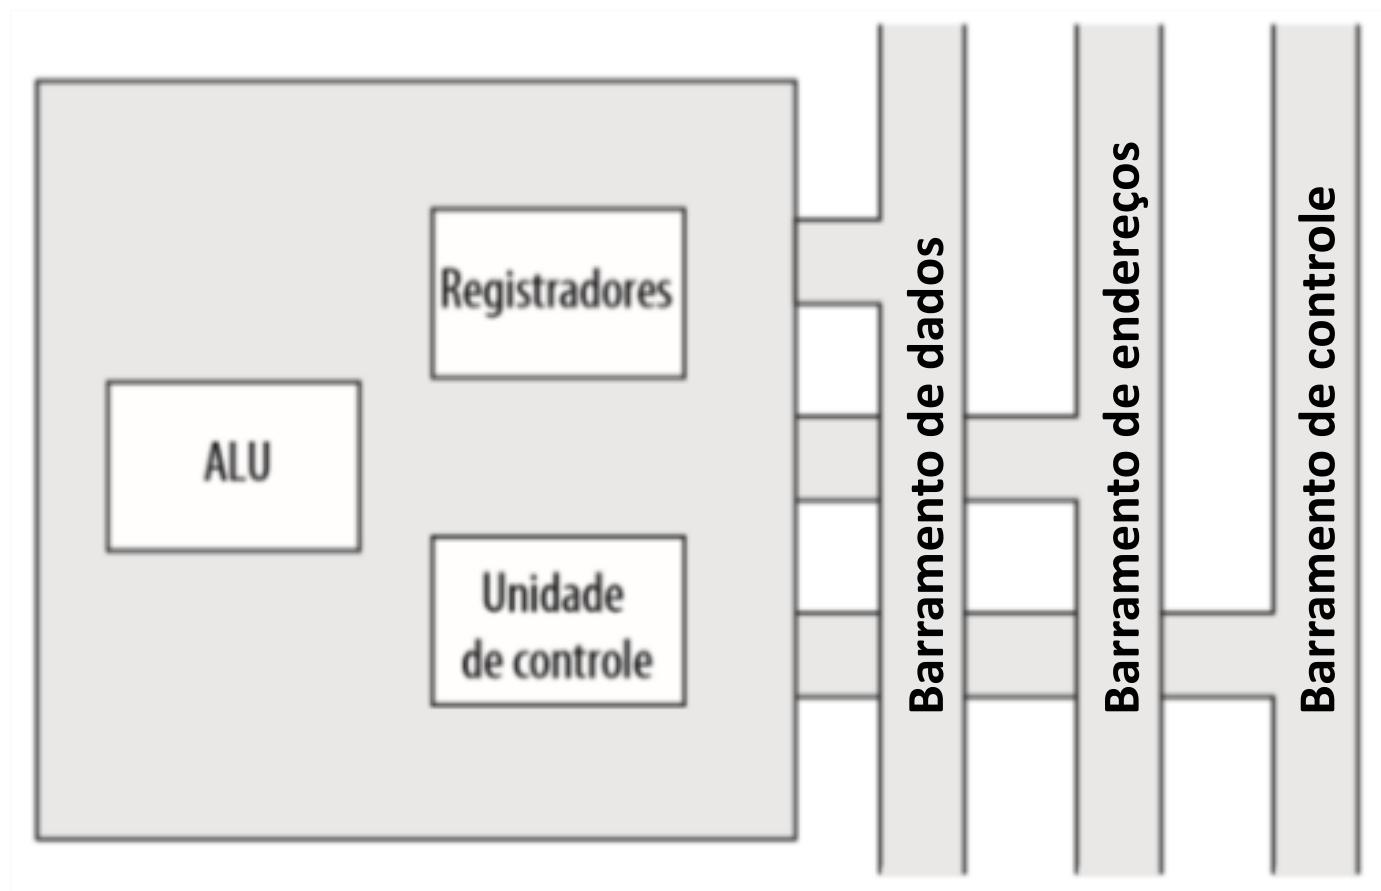 Registradores
ALU
Unidade
de controle
Barramento de dados
Barramento de endereços
Barramento de controle